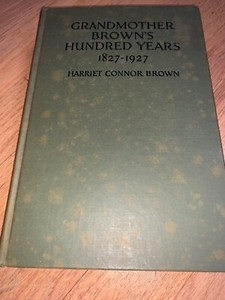 GRANDMOTHER
BROWN'S
HUNDRED YEARS
1827-1927
HARRIET CONNOR BROWN